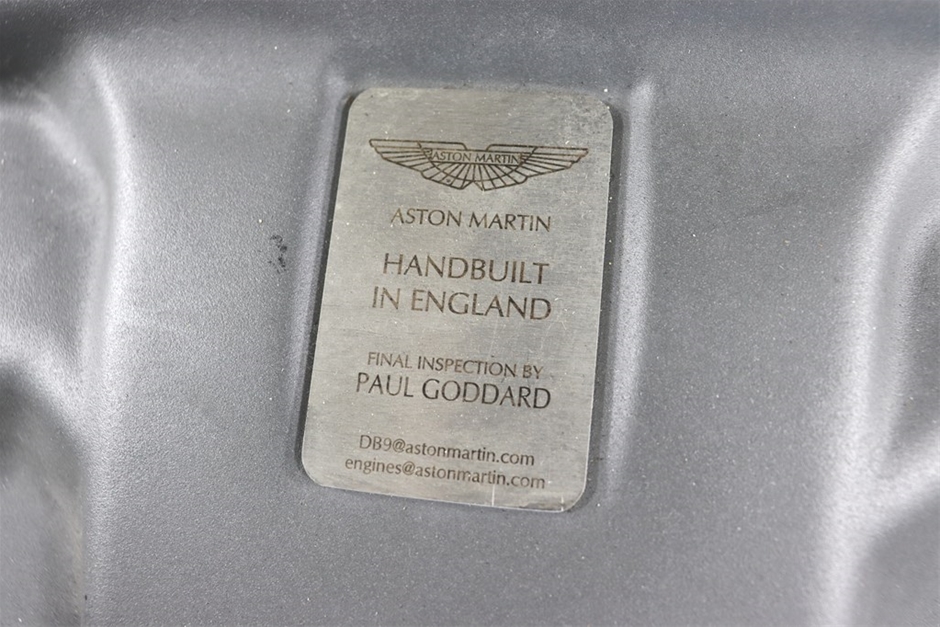 ASTON MARTIN
ASTON MARTIN
HANDBUILT
IN ENGLAND
FINAL INSPECTION BY
PAUL GODDARD
DB9@astonmartin.com
engines@astonmartin.com